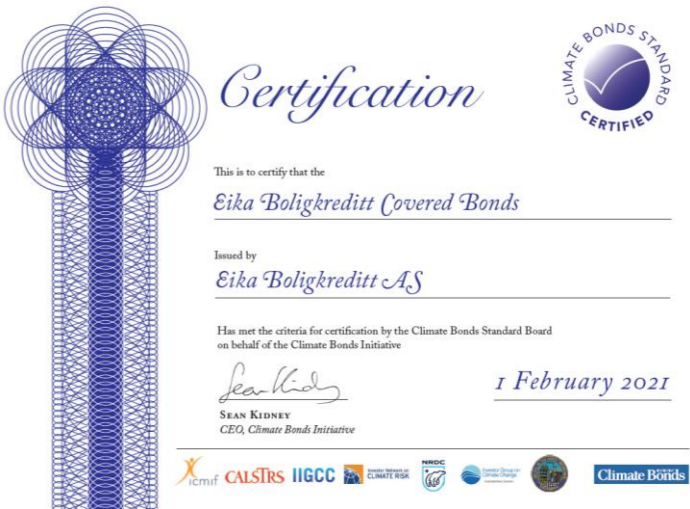 Certification
CLIMATE BONDS STANDARD
CERTIFIED
This is to certify that the
Eika Boligkreditt Covered Bonds
Issued by
Eika Boligkreditt AS
Has met the criteria for certification by the Climate Bonds Standard Board
on behalf of the Climate Bonds Initiative
Sean Kidney
1 February 2021
SEAN KIDNEY
CEO, Climate Bonds Initiative
icmif
CALSTRS
IIGCC
Investor Network on
CLIMATE RISK
NRDC
Investor Group on
Climate Change
Climate Bonds